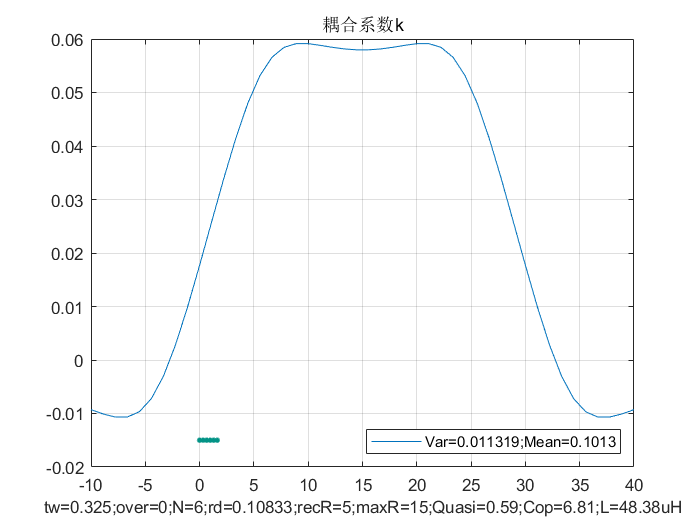 耦合系数k
0.06
0.05
0.04
0.03
0.02
0.01
0
-0.01
-0.02
Var=0.011319;Mean=0.1013
-10 -5 0 5 10 15 20 25 30 35 40
tw=0.325;over=0;N=6;rd=0.10833;recR=5;maxR=15;Quasi=0.59;Cop=6.81;L=48.38uH